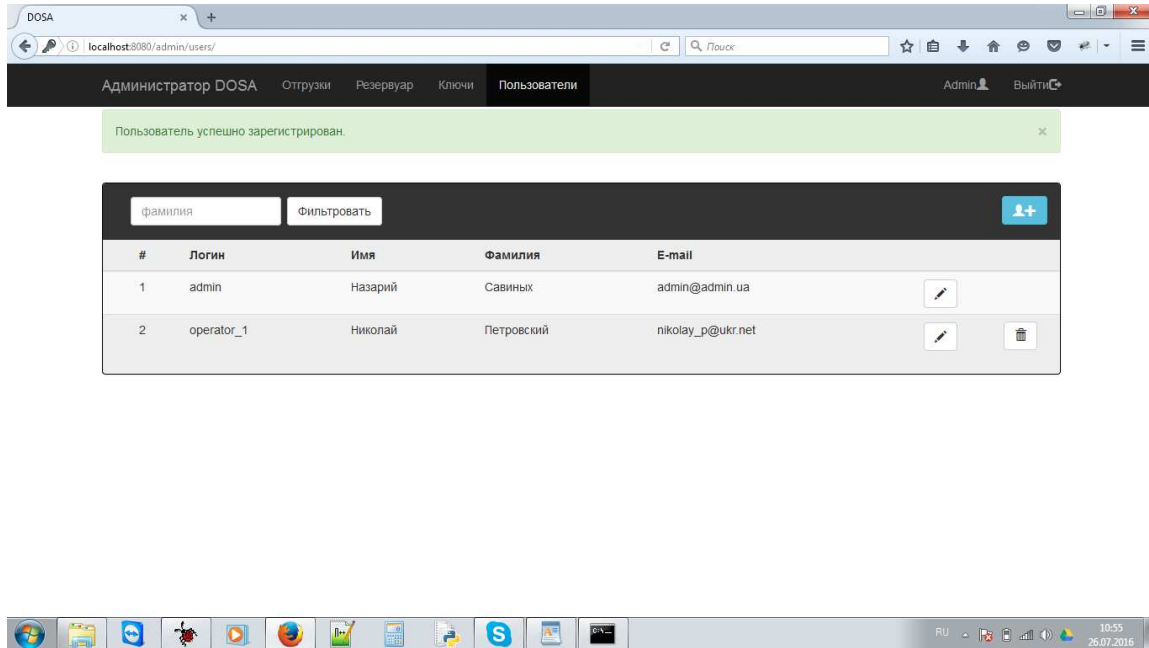 DOSA
localhost:8080/admin/users/
Поиск
Администратор DOSA Отгрузки Резервуар Ключи Пользователи Admin Выйти
Пользователь успешно зарегистрирован.
фамилия Фильтровать
# Логин Имя Фамилия E-mail
1 admin Назарий Савиных admin@admin.ua
2 operator_1 Николай Петровский nikolay_p@ukr.net
RU 10:55
26.07.2016